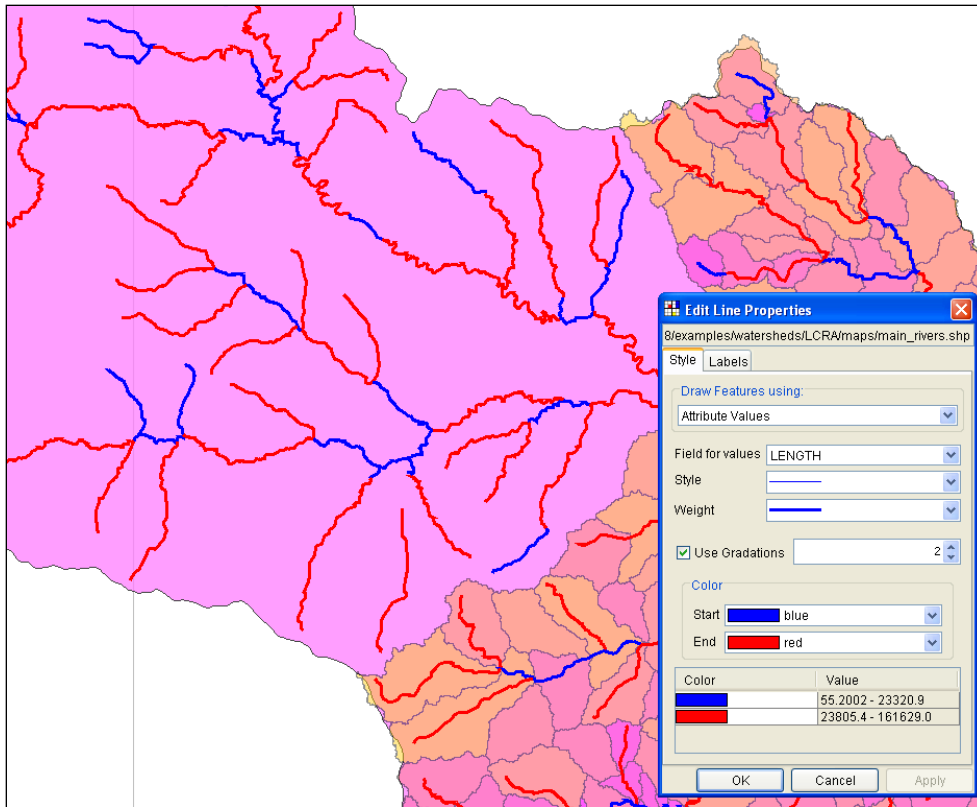 Edit Line Properties
8/examples/watersheds/LCRA/maps/main_rivers.shp
Style Labels
Draw Features using:
Attribute Values
Field for values LENGTH
Style
Weight
Use Gradations 2
Color
Start blue
End red
Color Value
55.2002 - 23320.9
23805.4 - 161629.0
OK Cancel Apply